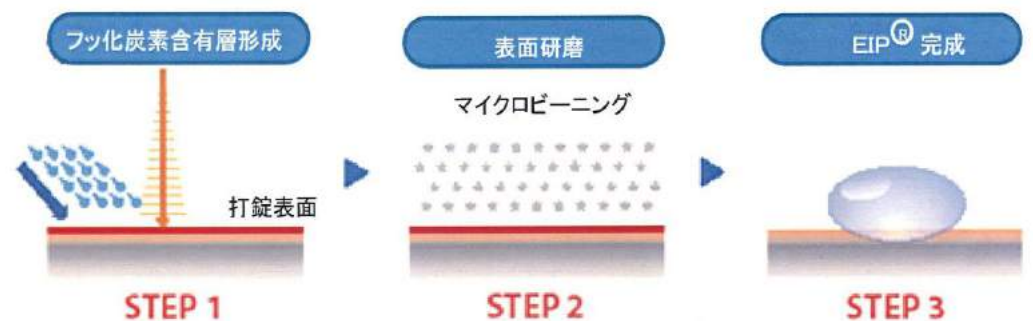 フッ化炭素含有層形成
打錠表面
STEP 1
表面研磨
マイクロビーニング
STEP 2
EIP® 完成
STEP 3